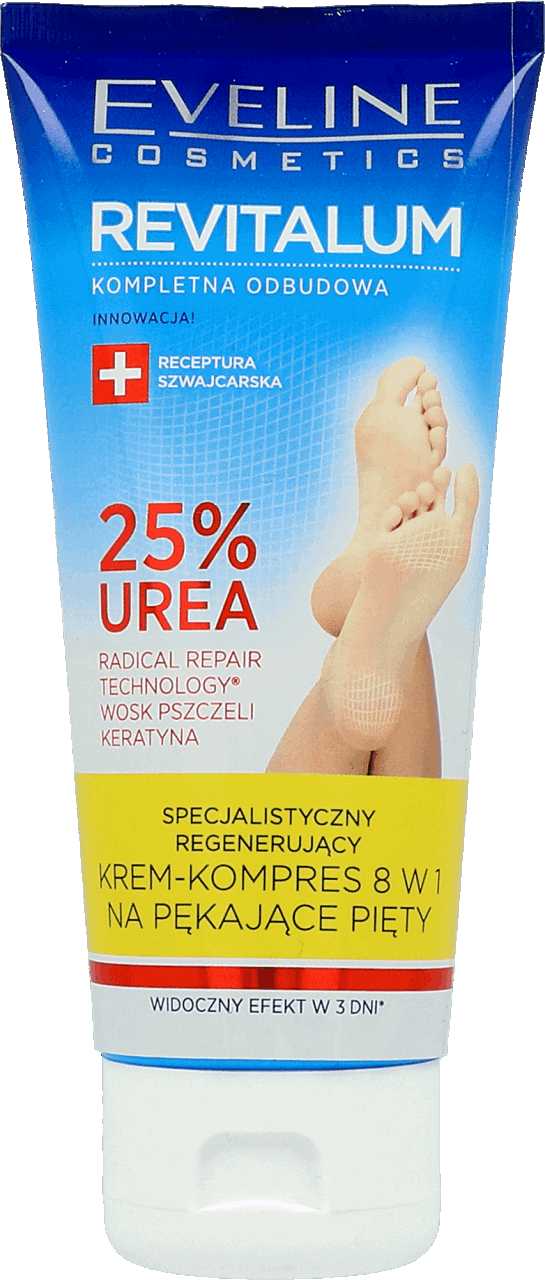 EVELINE
COSMETICS
REVITALUM
KOMPLETNA ODBUDOWA
INNOWACJA!
RECEPTURA
SZWAJCARSKA
25%
UREA
RADICAL REPAIR
TECHNOLOGY®
WOSK PSZCZELI
KERATYNA
SPECJALISTYCZNY
REGENERUJĄCY
KREM-KOMPRES 8 W 1
NA PĘKAJĄCE PIĘTY
WIDOCZNY EFEKT W 3 DNI*